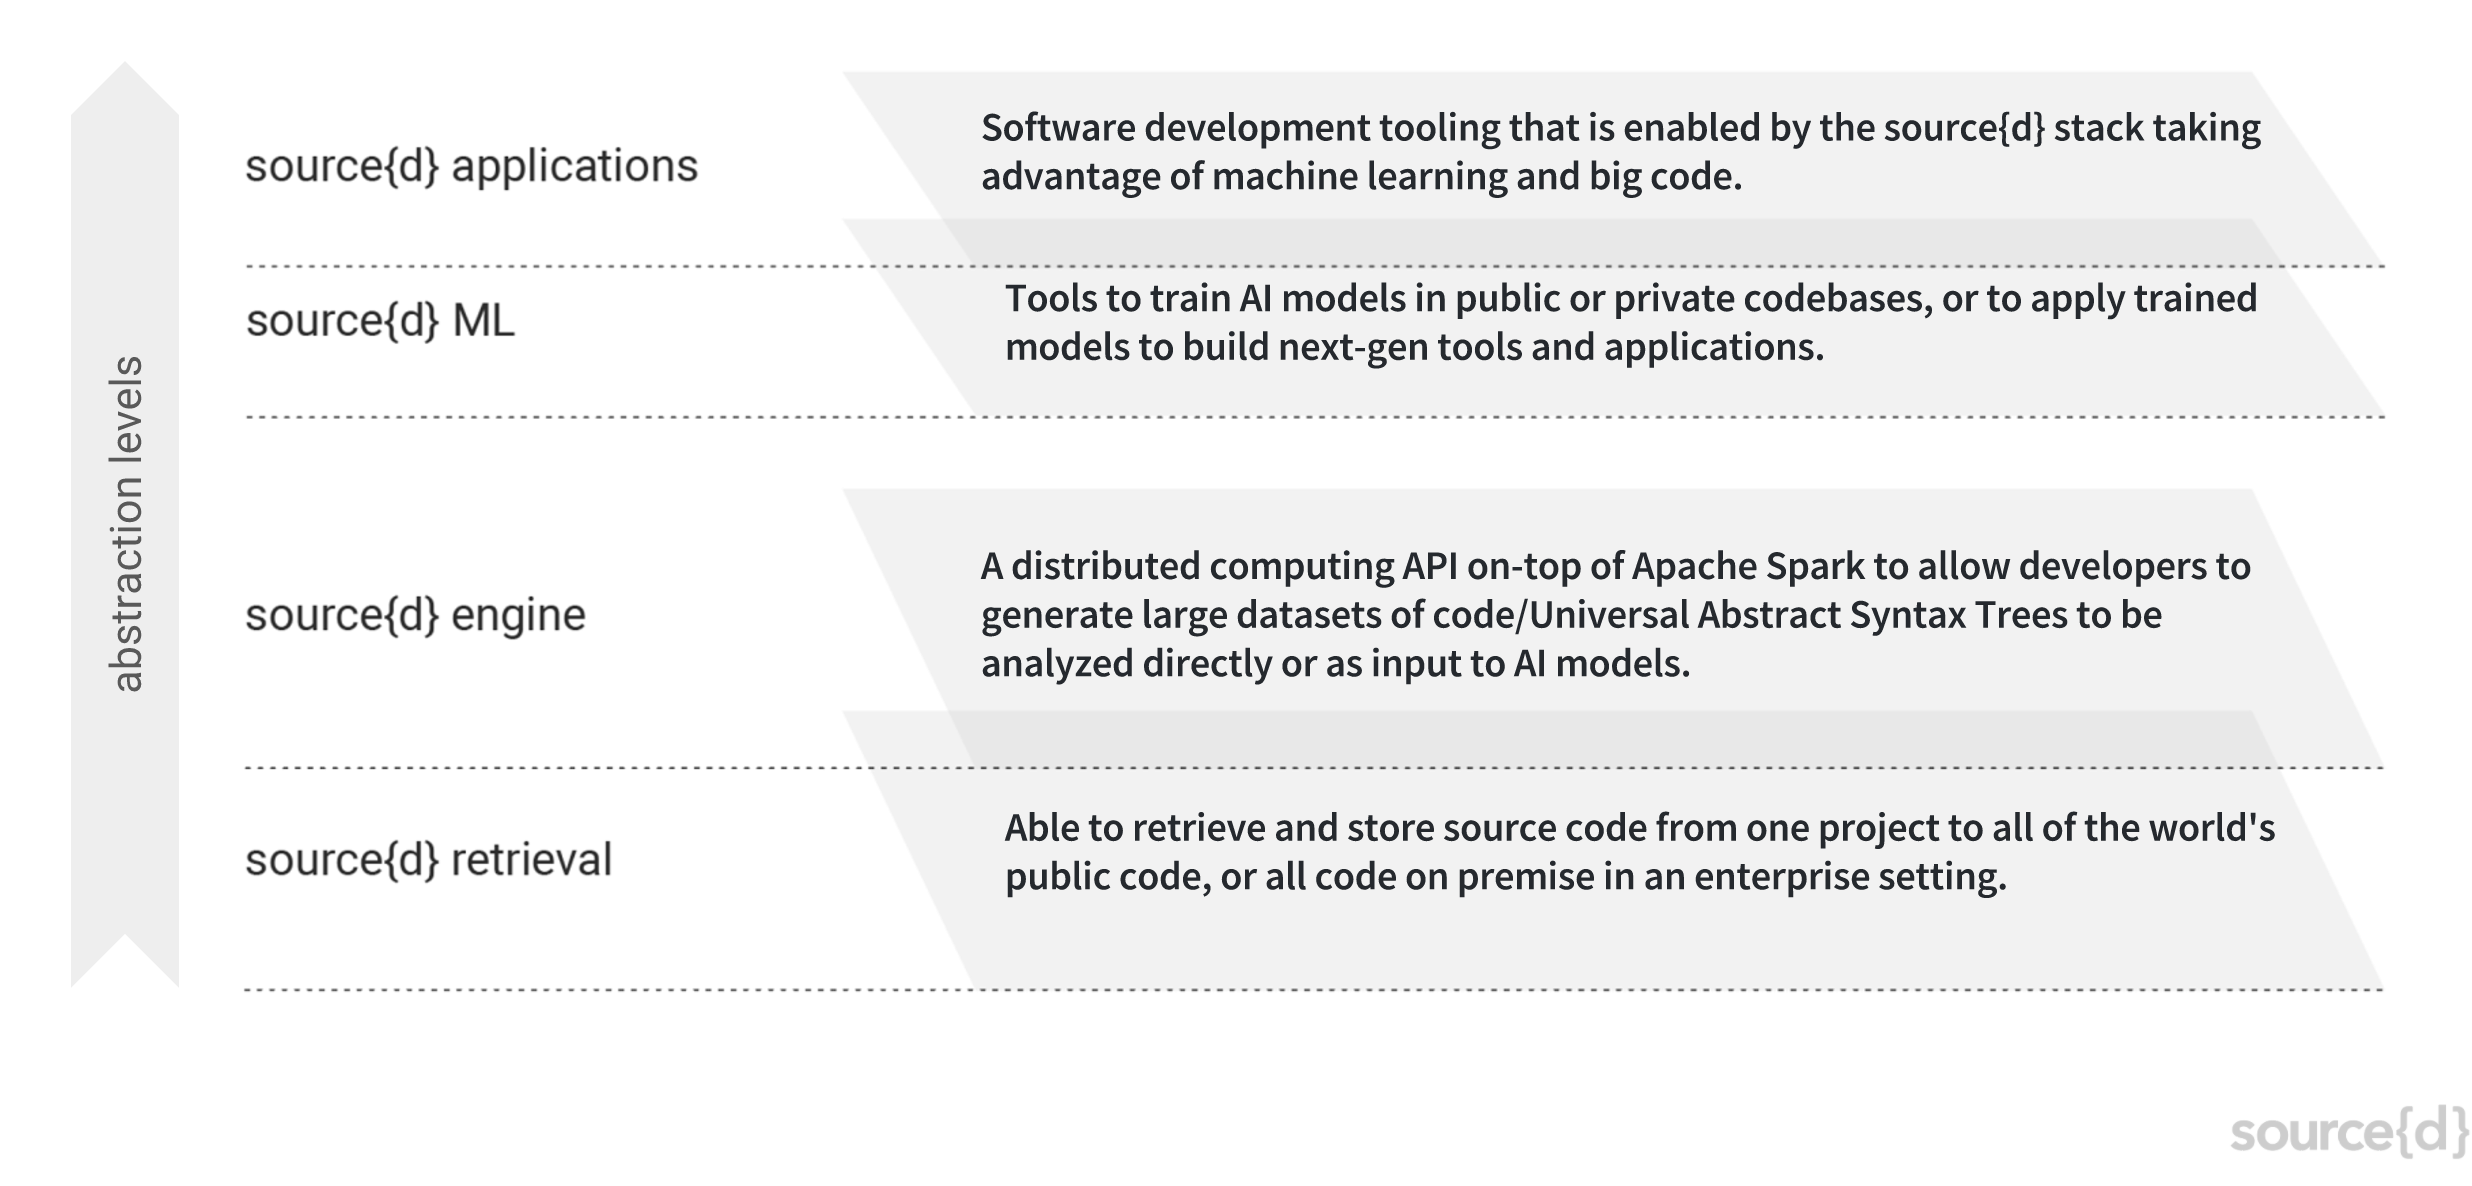 abstraction levels
source{d} applications
Software development tooling that is enabled by the source{d} stack taking
advantage of machine learning and big code.
source{d} ML
Tools to train AI models in public or private codebases, or to apply trained
models to build next-gen tools and applications.
source{d} engine
A distributed computing API on-top of Apache Spark to allow developers to
generate large datasets of code/Universal Abstract Syntax Trees to be
analyzed directly or as input to AI models.
source{d} retrieval
Able to retrieve and store source code from one project to all of the world's
public code, or all code on premise in an enterprise setting.
source{d}